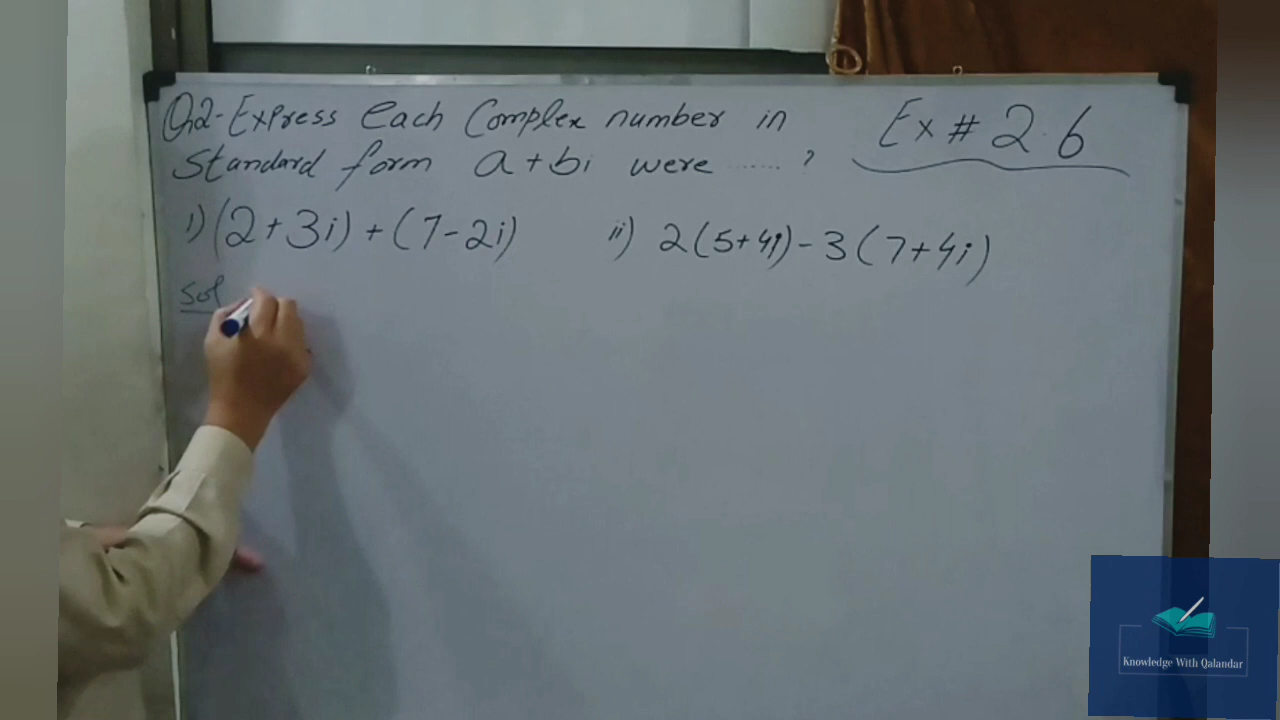 Q.2- Express each Complex number in
Standard form a+bi were ...... ?
Ex # 2.6
i) (2+3i) + (7-2i)
ii) 2(5+4i) - 3(7+4i)
Sol
Knowledge With Qalandar